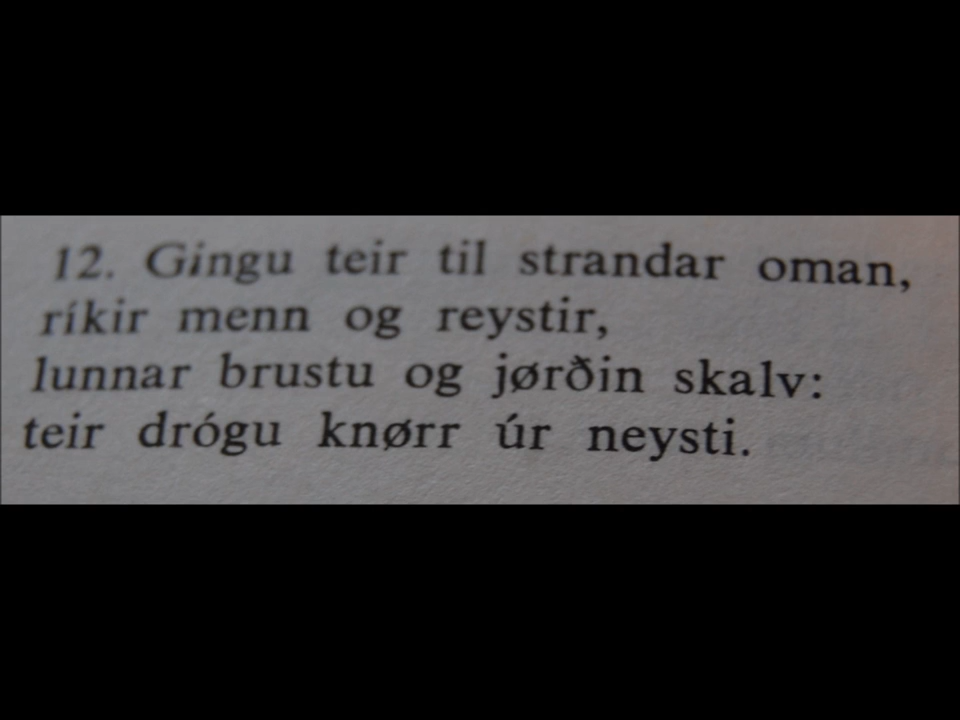 12. Gingu teir til strandar oman,
ríkir menn og reystir,
lunnar brustu og jørðin skalv:
teir drógu knørr úr neysti.